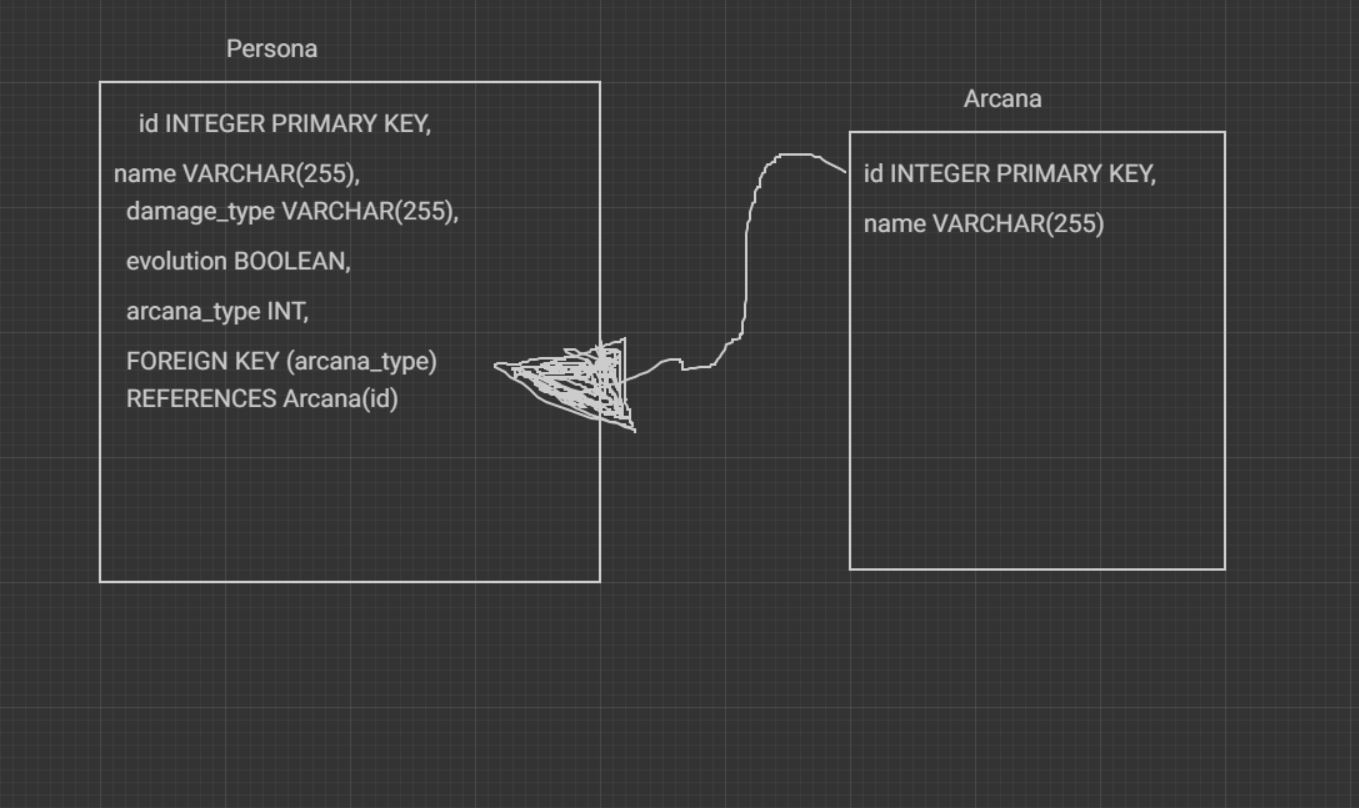 Persona
id INTEGER PRIMARY KEY,
name VARCHAR(255),
damage_type VARCHAR(255),
evolution BOOLEAN,
arcana_type INT,
FOREIGN KEY (arcana_type)
REFERENCES Arcana(id)
Arcana
id INTEGER PRIMARY KEY,
name VARCHAR(255)